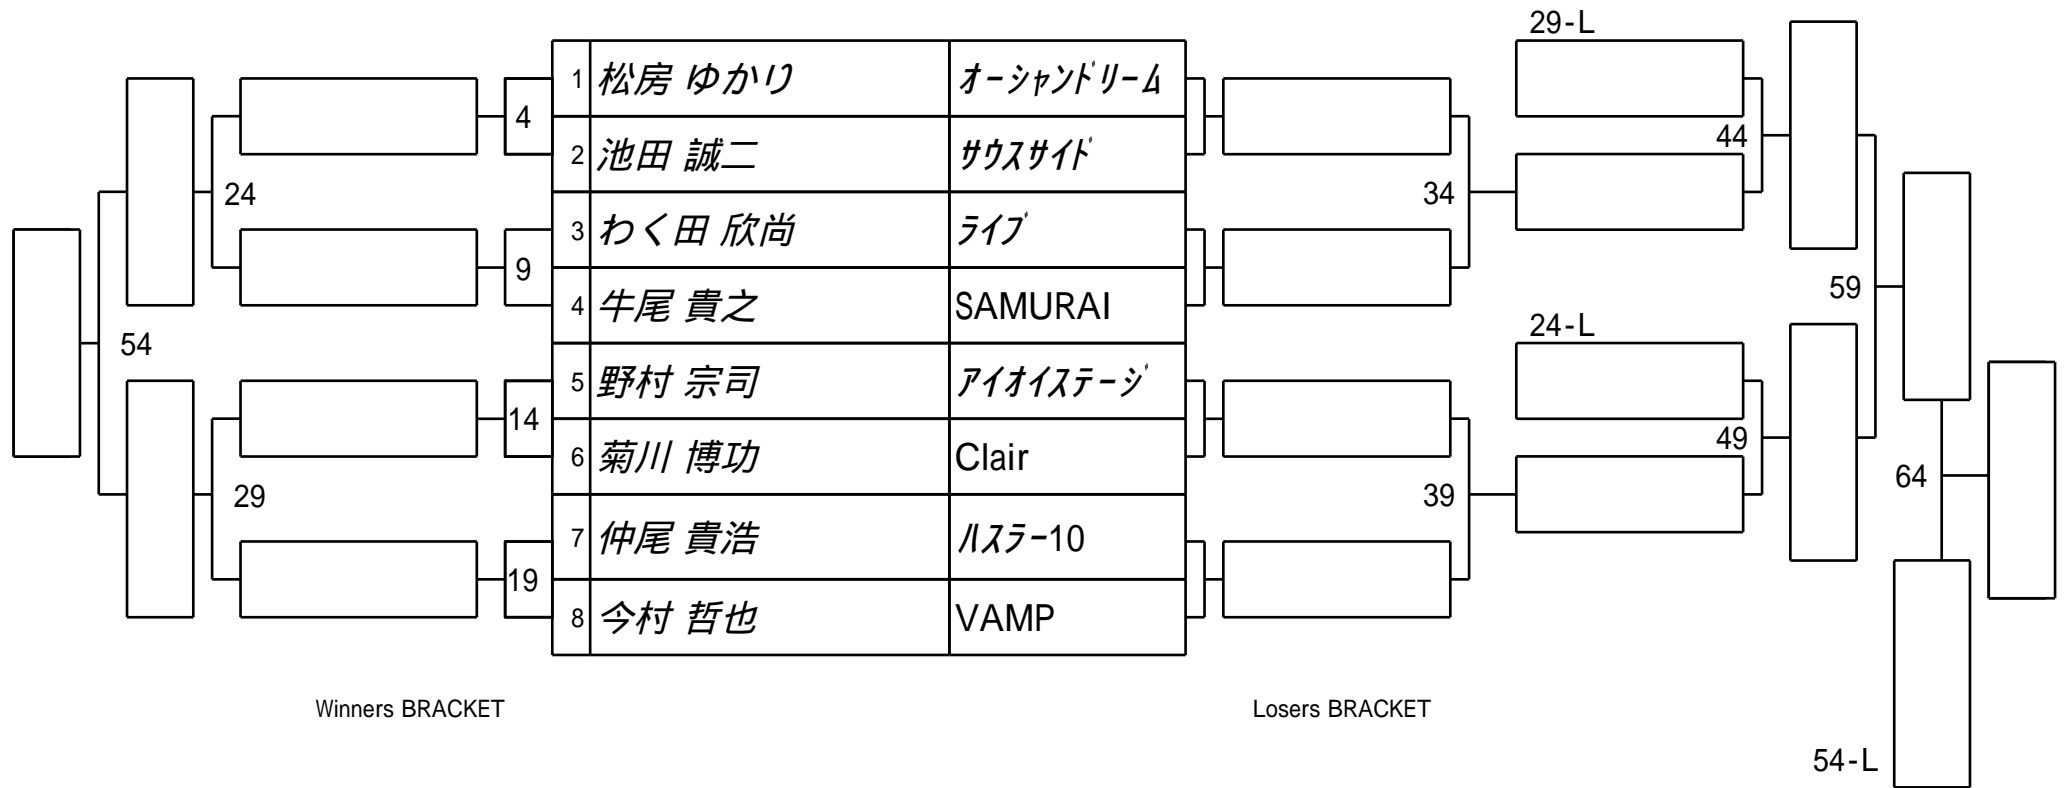 29-L
1 松房 ゆかり オーシャンドリーム
4
44
2 池田 誠二 サウスサイド
24
34
3 わく田 欣尚 ライブ
9
59
4 牛尾 貴之 SAMURAI
24-L
54
5 野村 宗司 アイオイステージ
14
49
6 菊川 博功 Clair
64
29
39
7 仲尾 貴浩 ハスラー10
19
8 今村 哲也 VAMP
Winners BRACKET
Losers BRACKET
54-L